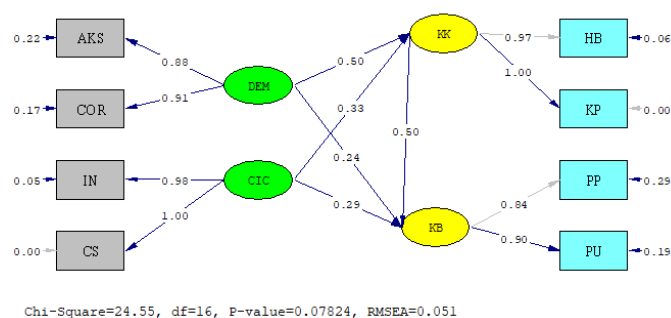 0.22 AKS 0.88 DEM 0.50 KK 0.97 HB 0.06
0.17 COR 0.91 0.33 1.00 KP 0.00
0.24 0.50
0.05 IN 0.98 CIC 0.29 0.84 PP 0.29
0.00 CS 1.00 KB 0.90 PU 0.19
Chi-Square=24.55, df=16, P-value=0.07824, RMSEA=0.051